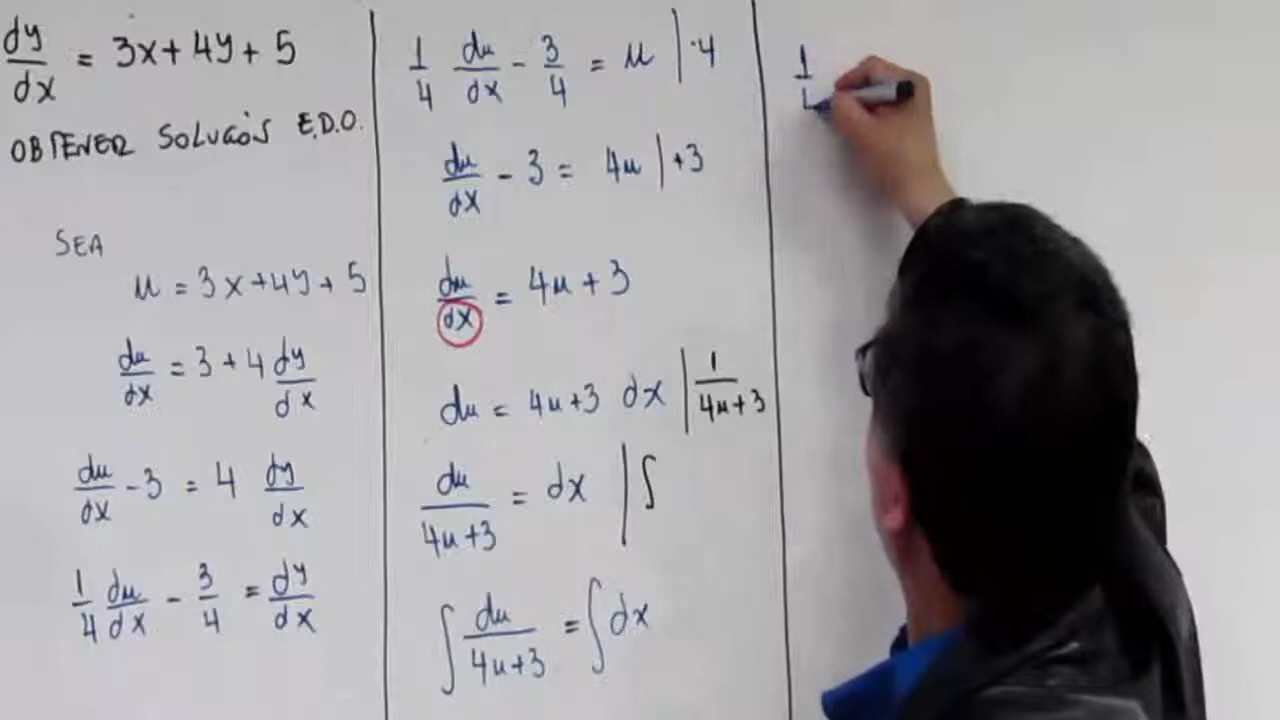 dy/dx = 3x + 4y + 5
OBTENER SOLUCIÓN E.D.O.
SEA
u = 3x + 4y + 5
du/dx = 3 + 4 dy/dx
du/dx - 3 = 4 dy/dx
1/4 du/dx - 3/4 = dy/dx
1/4 du/dx - 3/4 = u | ·4
du/dx - 3 = 4u | +3
du/dx = 4u + 3
du = 4u+3 dx | 1/4u+3
du/4u+3 = dx | ∫
∫ du/4u+3 = ∫ dx